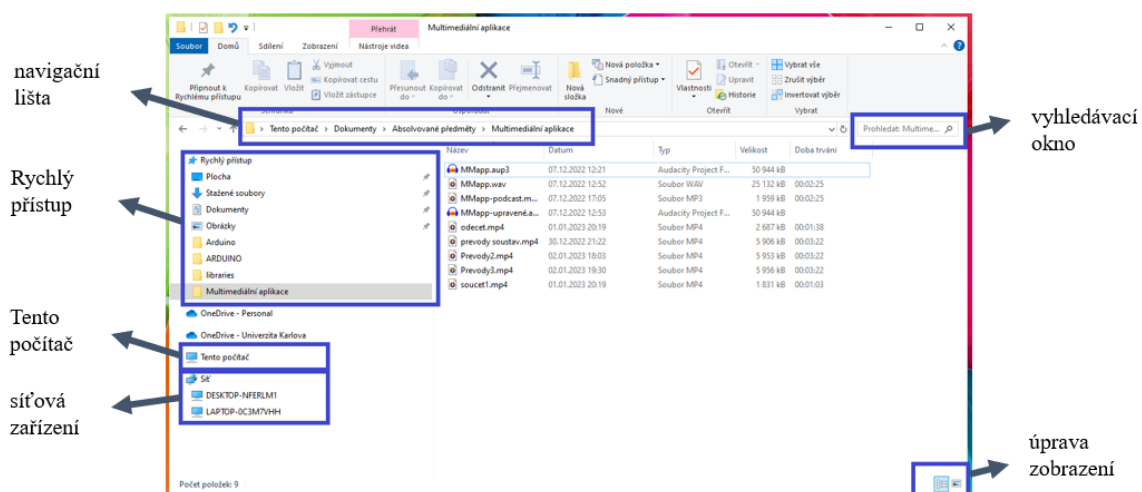 Přehrát
Multimediální aplikace
Soubor Domů Sdílení Zobrazení Nástroje videa
Připnout k
Rychlému přístupu
Kopírovat Vložit
Vyjmout
Kopírovat cestu
Vložit zástupce
Přesunout
do
Kopírovat
do
Odstranit Přejmenovat
Nová
složka
Nová položka
Snadný přístup
Nové
Vlastnosti
Otevřít
Upravit
Historie
Otevřít
Vybrat vše
Zrušit výběr
Invertovat výběr
Vybrat
navigační
lišta
> Tento počítač > Dokumenty > Absolvované předměty > Multimediální aplikace
Prohledat: Multime...
vyhledávací
okno
Rychlý
přístup
Rychlý přístup
Plocha
Stažené soubory
Dokumenty
Obrázky
Arduino
ARDUINO
libraries
Multimediální aplikace
OneDrive - Personal
OneDrive - Univerzita Karlova
Tento
počítač
Tento počítač
síťová
zařízení
Síť
DESKTOP-NFERLM1
LAPTOP-0C3M7VHH
Název Datum Typ Velikost Doba trvání
MMapp.aup3 07.12.2022 12:21 Audacity Project F... 50 944 kB
MMapp.wav 07.12.2022 12:52 Soubor WAV 25 132 kB 00:02:25
MMapp-podcast.m... 07.12.2022 17:05 Soubor MP3 1 959 kB 00:02:25
MMapp-upravené.a... 07.12.2022 12:53 Audacity Project F... 50 944 kB
odecet.mp4 01.01.2023 20:19 Soubor MP4 2 687 kB 00:01:38
prevody soustav.mp4 30.12.2022 21:22 Soubor MP4 5 906 kB 00:03:22
Prevody2.mp4 02.01.2023 18:03 Soubor MP4 5 953 kB 00:03:22
Prevody3.mp4 02.01.2023 19:30 Soubor MP4 5 956 kB 00:03:22
soucet1.mp4 01.01.2023 20:19 Soubor MP4 1 831 kB 00:01:03
úprava
zobrazení
Počet položek: 9